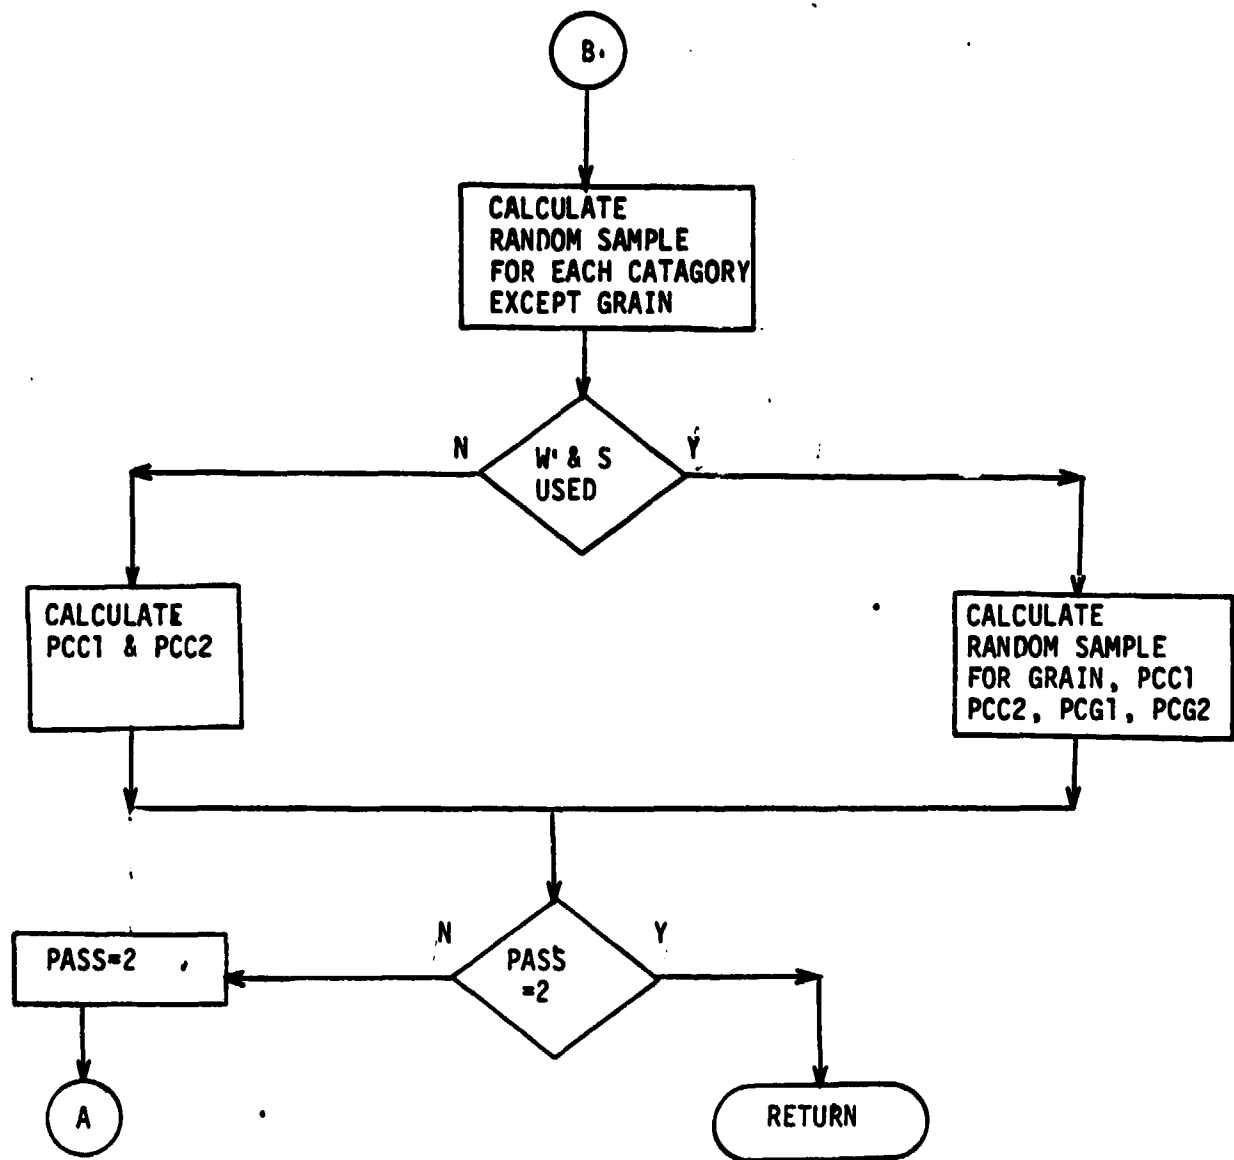 B
CALCULATE
RANDOM SAMPLE
FOR EACH CATAGORY
EXCEPT GRAIN
N
Y
W & S
USED
CALCULATE
PCC1 & PCC2
CALCULATE
RANDOM SAMPLE
FOR GRAIN, PCC1
PCC2, PCG1, PCG2
N
Y
PASS=2
PASS
=2
A
RETURN